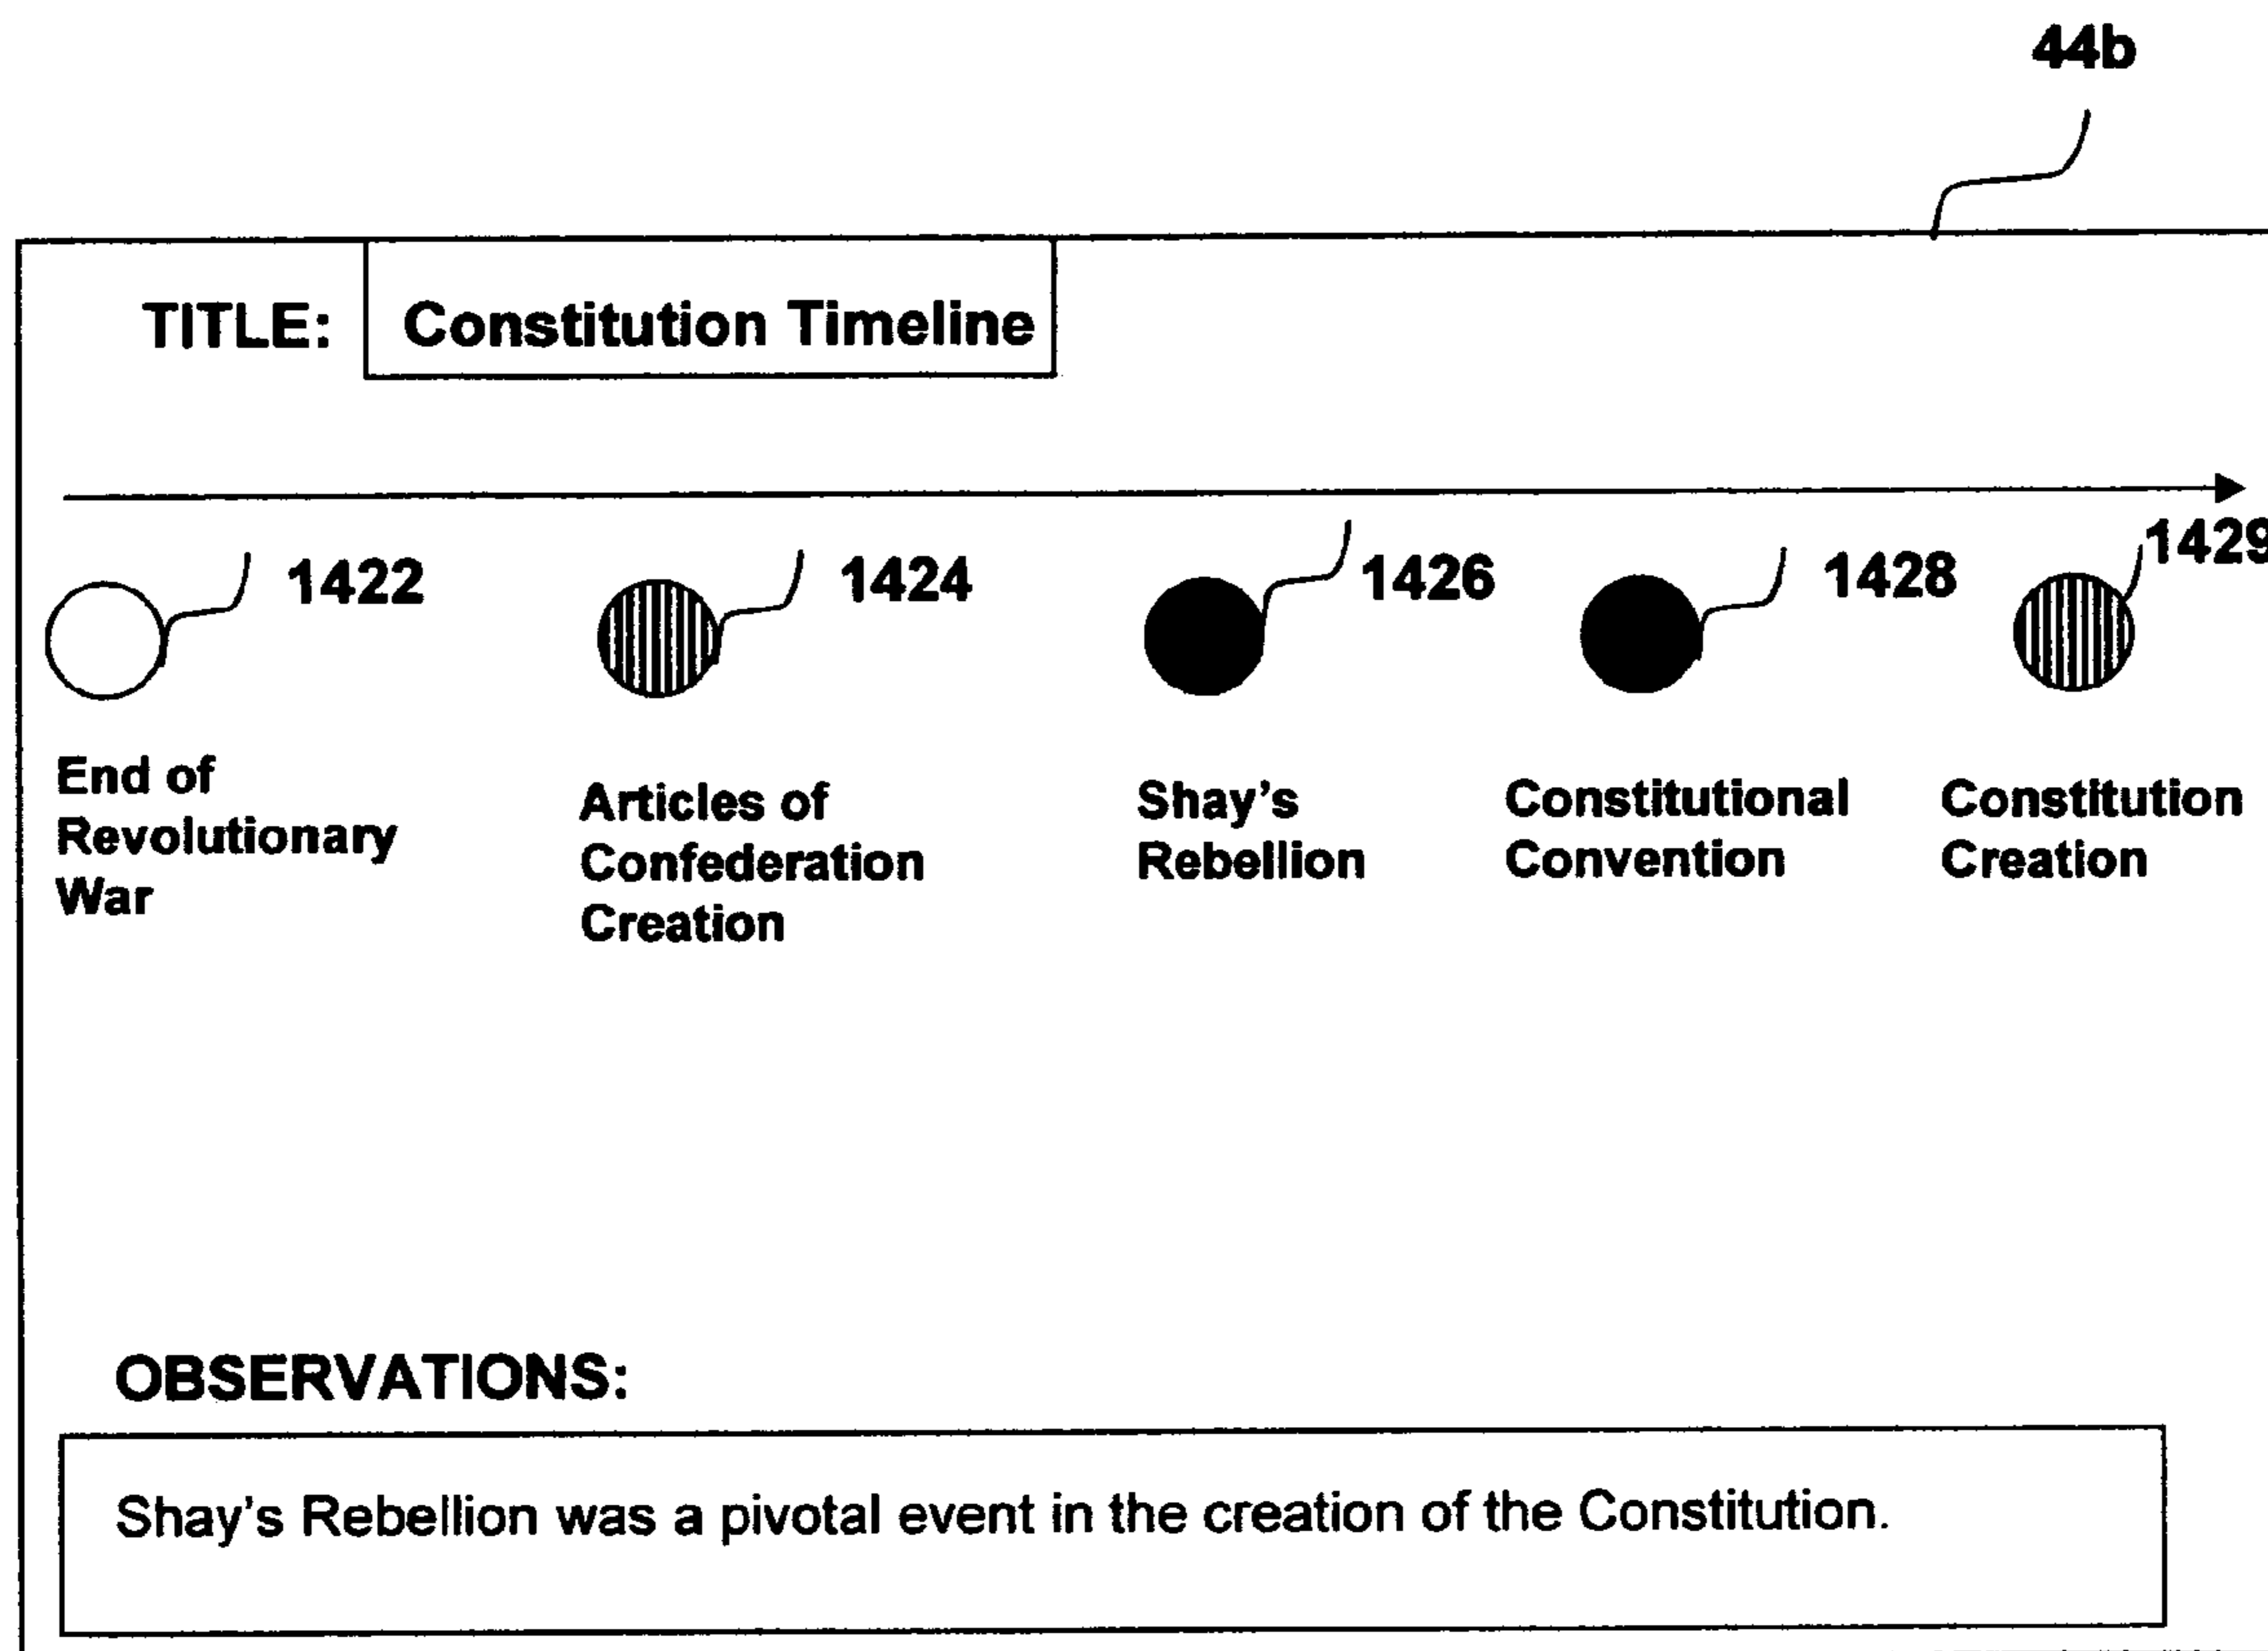 44b
TITLE: Constitution Timeline
1422 1424 1426 1428 1429
End of
Revolutionary
War
Articles of
Confederation
Creation
Shay's
Rebellion
Constitutional
Convention
Constitution
Creation
OBSERVATIONS:
Shay's Rebellion was a pivotal event in the creation of the Constitution.